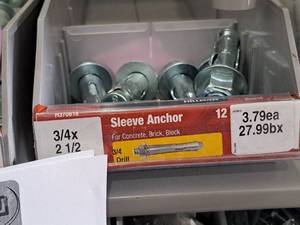 H370818
3/4x
2 1/2
Sleeve Anchor
12
For Concrete, Brick, Block
3/4
Drill
3.79ea
27.99bx